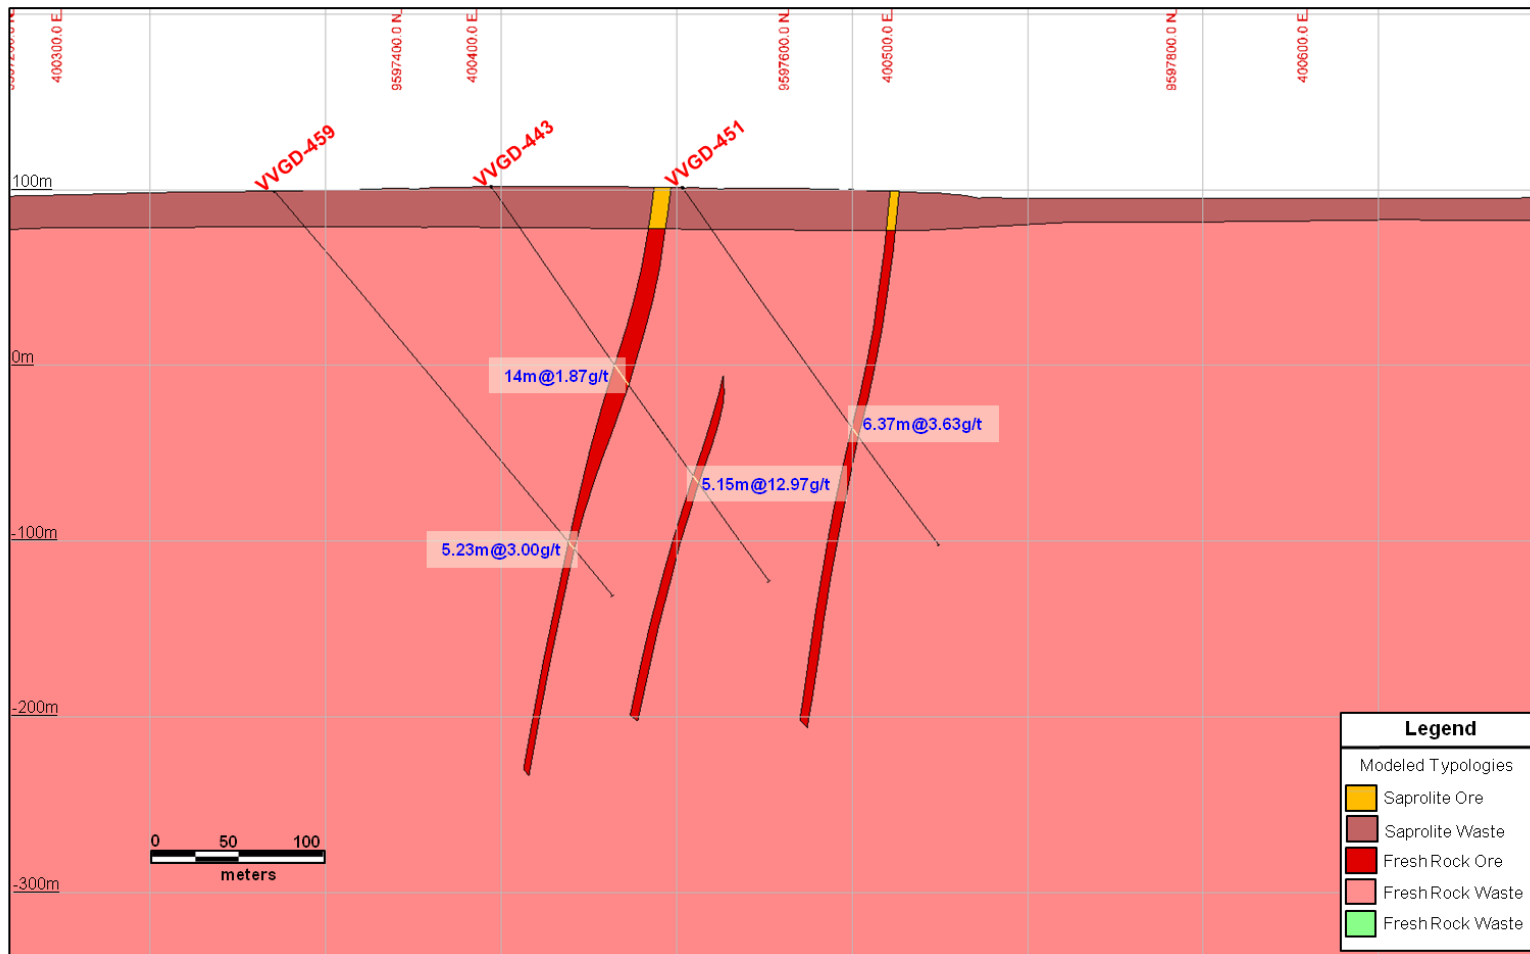 400300.0 E
9597400.0 N
400400.0 E
9597600.0 N
400500.0 E
9597800.0 N
400600.0 E
VVGD-459
VVGD-443
VVGD-451
100m
0m
14m@1.87g/t
6.37m@3.63g/t
5.15m@12.97g/t
-100m
5.23m@3.00g/t
-200m
-300m
0 50 100
meters
Legend
Modeled Typologies
Saprolite Ore
Saprolite Waste
Fresh Rock Ore
Fresh Rock Waste
Fresh Rock Waste